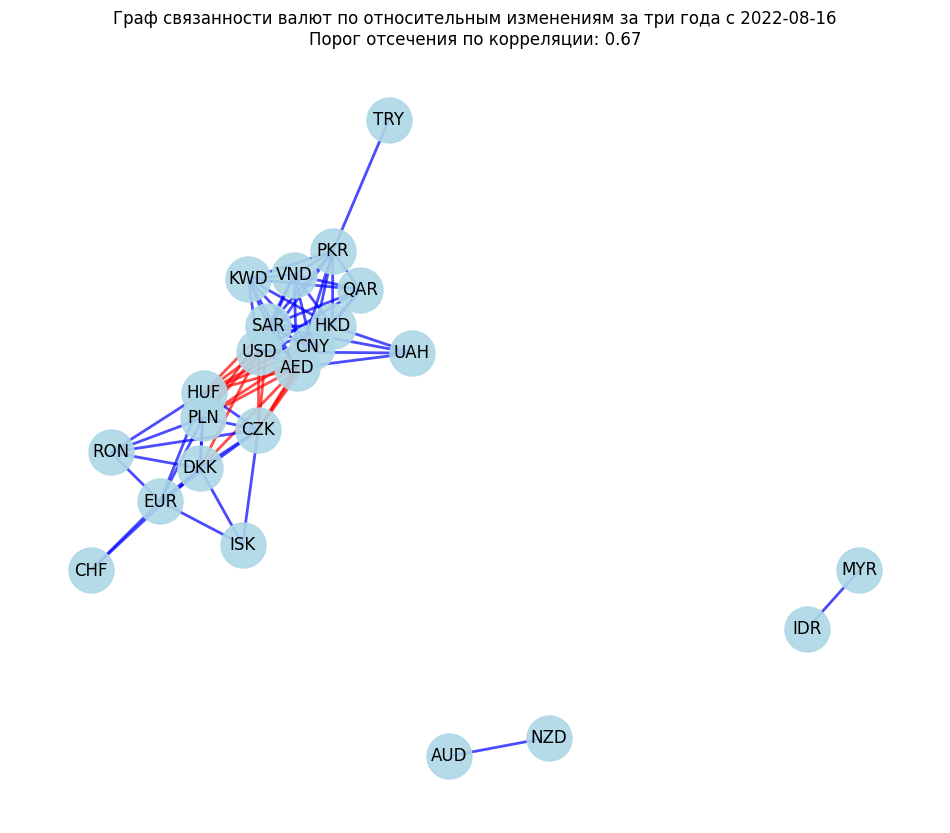 Граф связанности валют по относительным изменениям за три года с 2022-08-16
Порог отсечения по корреляции: 0.67
TRY
PKR
VND
KWD
QAR
SAR
HKD
CNY
USD
UAH
AED
HUF
PLN
CZK
RON
DKK
EUR
ISK
CHF
MYR
IDR
NZD
AUD